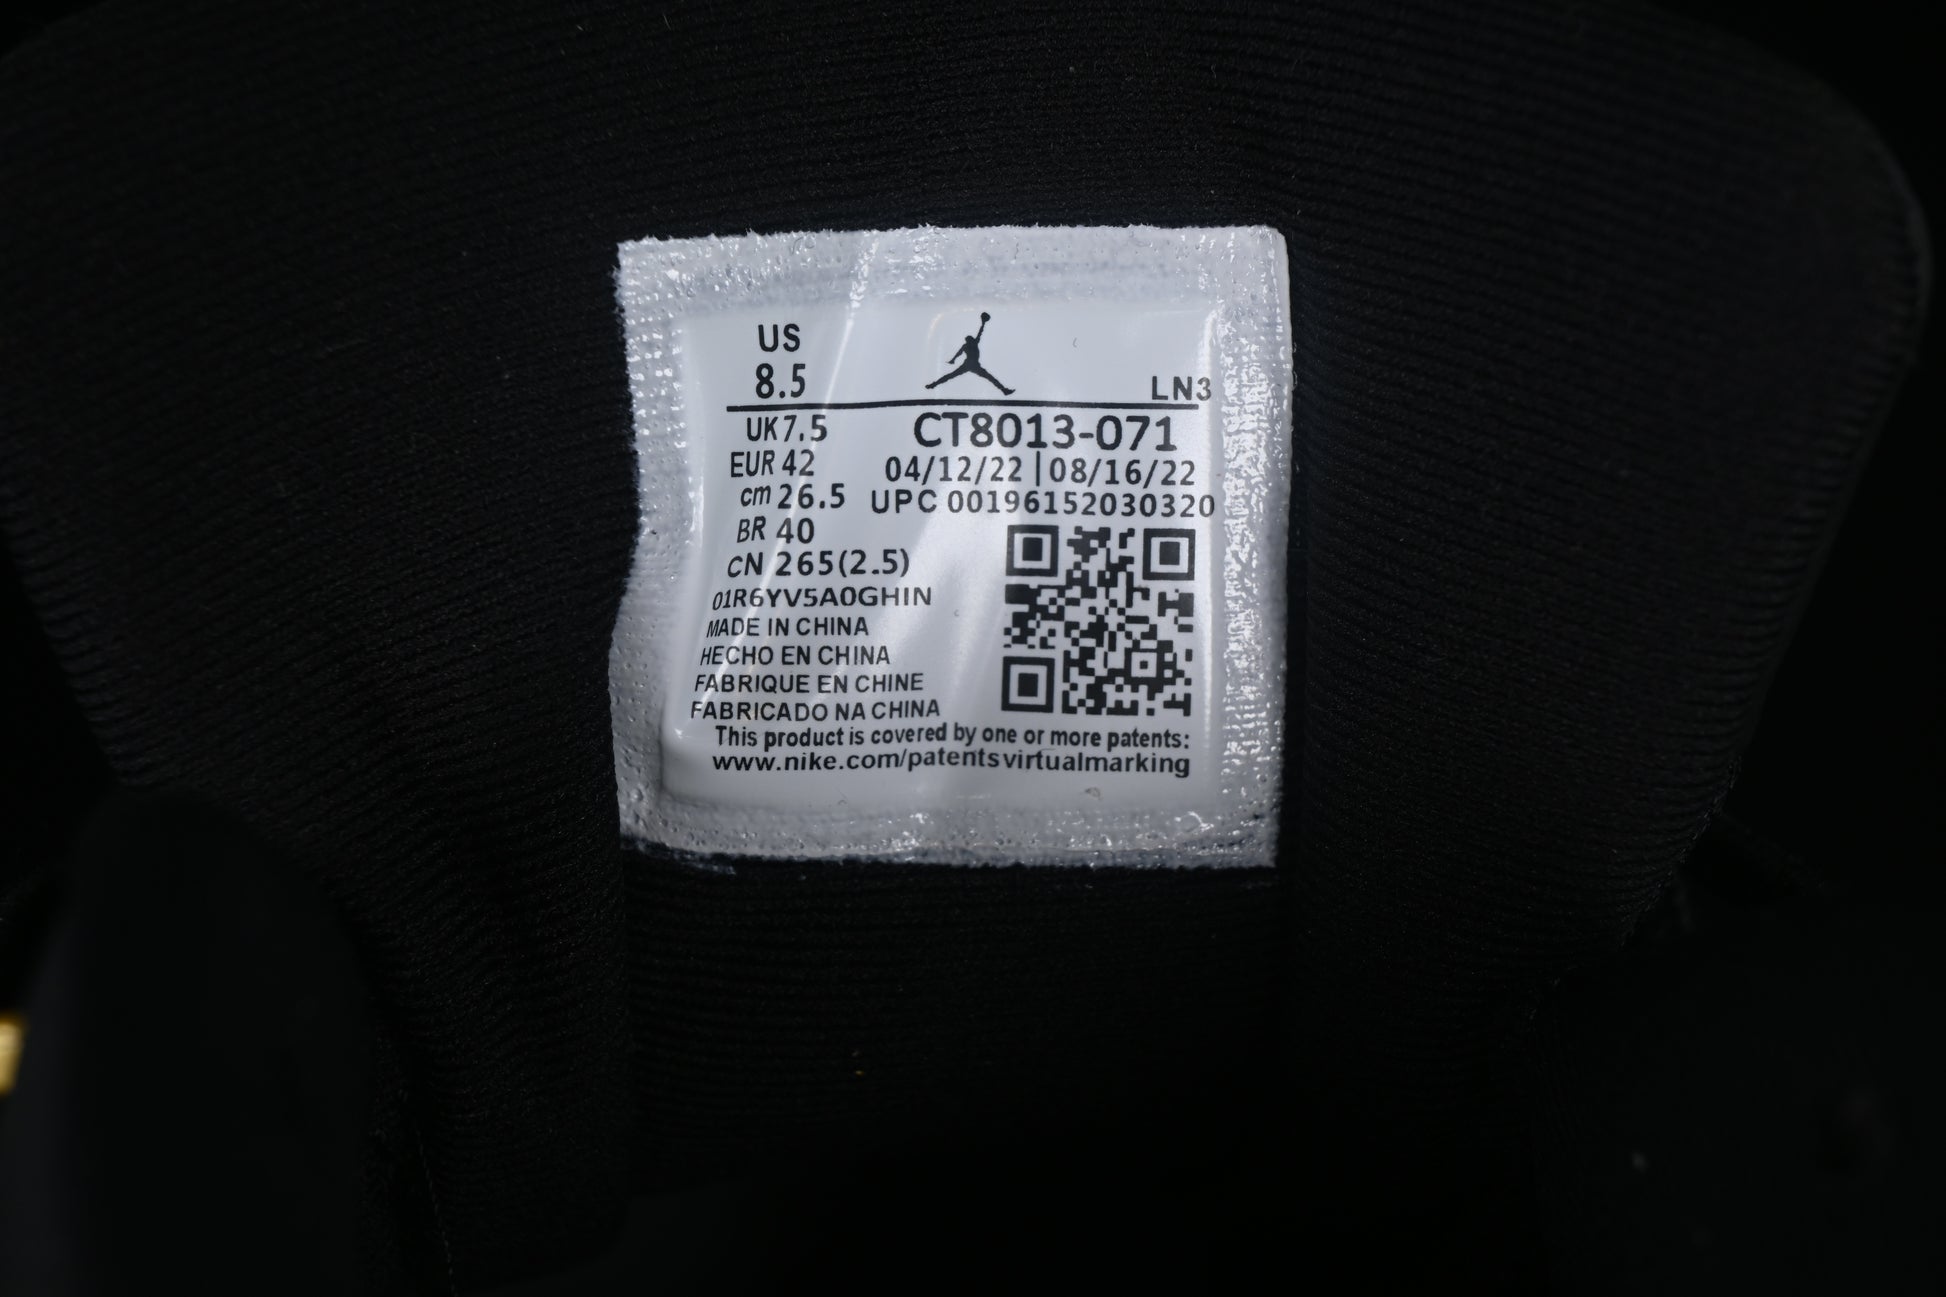 US
8.5
LN3
UK 7.5
CT8013-071
EUR 42
04/12/22 | 08/16/22
cm 26.5
UPC 00196152030320
BR 40
CN 265(2.5)
01R6YV5A0GHIN
MADE IN CHINA
HECHO EN CHINA
FABRIQUE EN CHINE
FABRICADO NA CHINA
This product is covered by one or more patents:
www.nike.com/patentsvirtualmarking